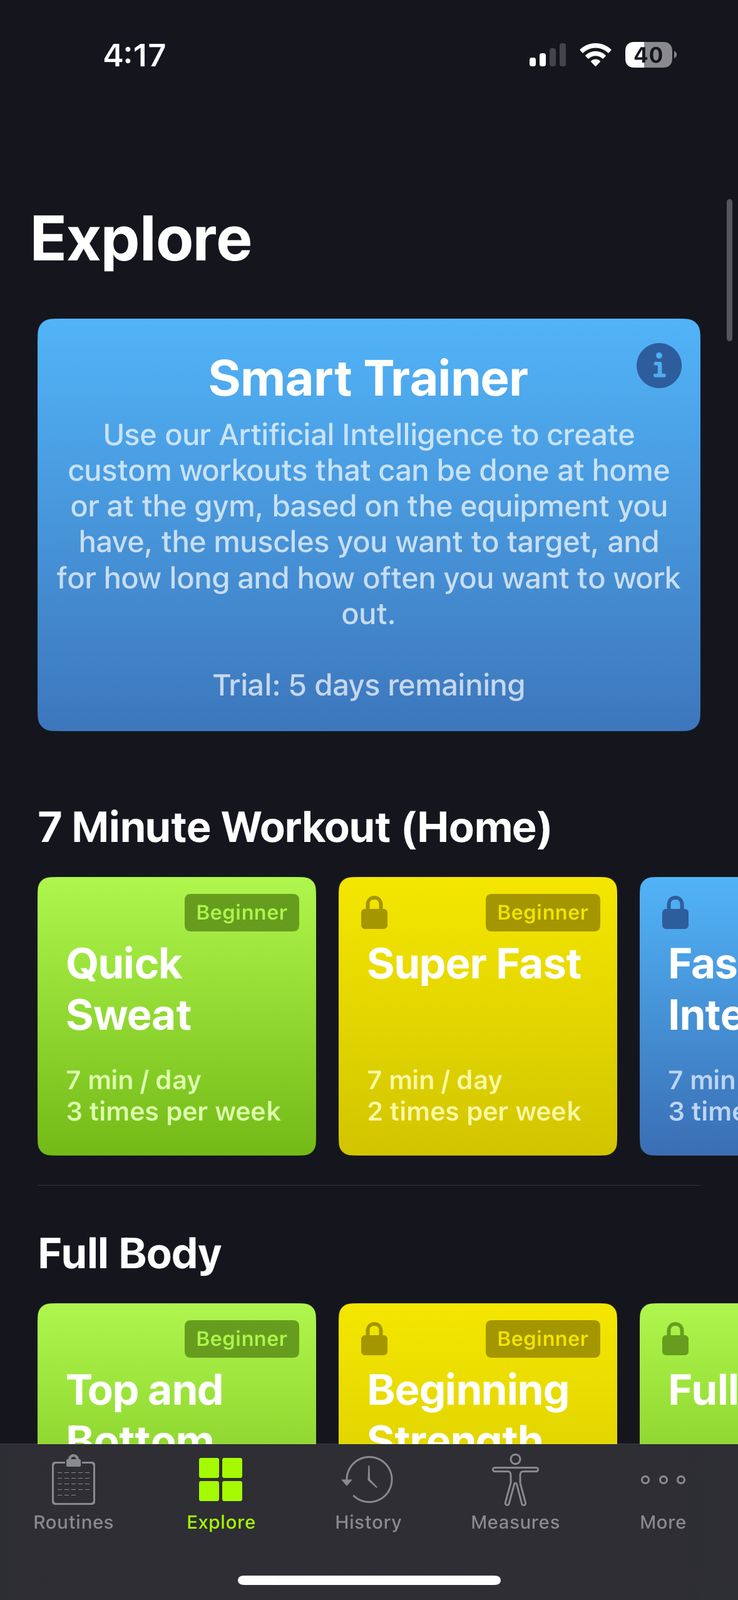 4:17
40
Explore
Smart Trainer
Use our Artificial Intelligence to create
custom workouts that can be done at home
or at the gym, based on the equipment you
have, the muscles you want to target, and
for how long and how often you want to work
out.
Trial: 5 days remaining
7 Minute Workout (Home)
Beginner
Quick
Sweat
7 min / day
3 times per week
Beginner
Super Fast
7 min / day
2 times per week
Fas
Inte
7 min
3 time
Full Body
Beginner
Top and
Bottom
Beginner
Beginning
Strength
Full
Routines
Explore
History
Measures
More